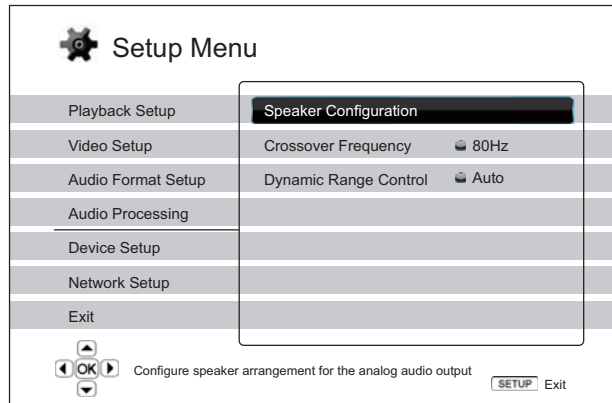 Setup Menu
Playback Setup
Speaker Configuration
Video Setup
Crossover Frequency 80Hz
Audio Format Setup
Dynamic Range Control Auto
Audio Processing
Device Setup
Network Setup
Exit
OK
Configure speaker arrangement for the analog audio output
SETUP Exit